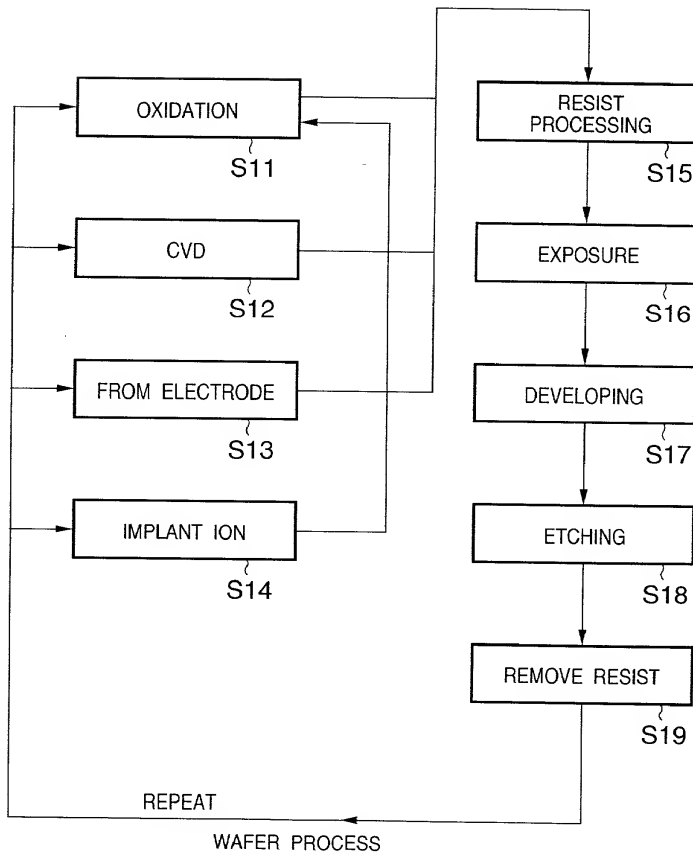 OXIDATION
S11
CVD
S12
FROM ELECTRODE
S13
IMPLANT ION
S14
RESIST
PROCESSING
S15
EXPOSURE
S16
DEVELOPING
S17
ETCHING
S18
REMOVE RESIST
S19
REPEAT
WAFER PROCESS